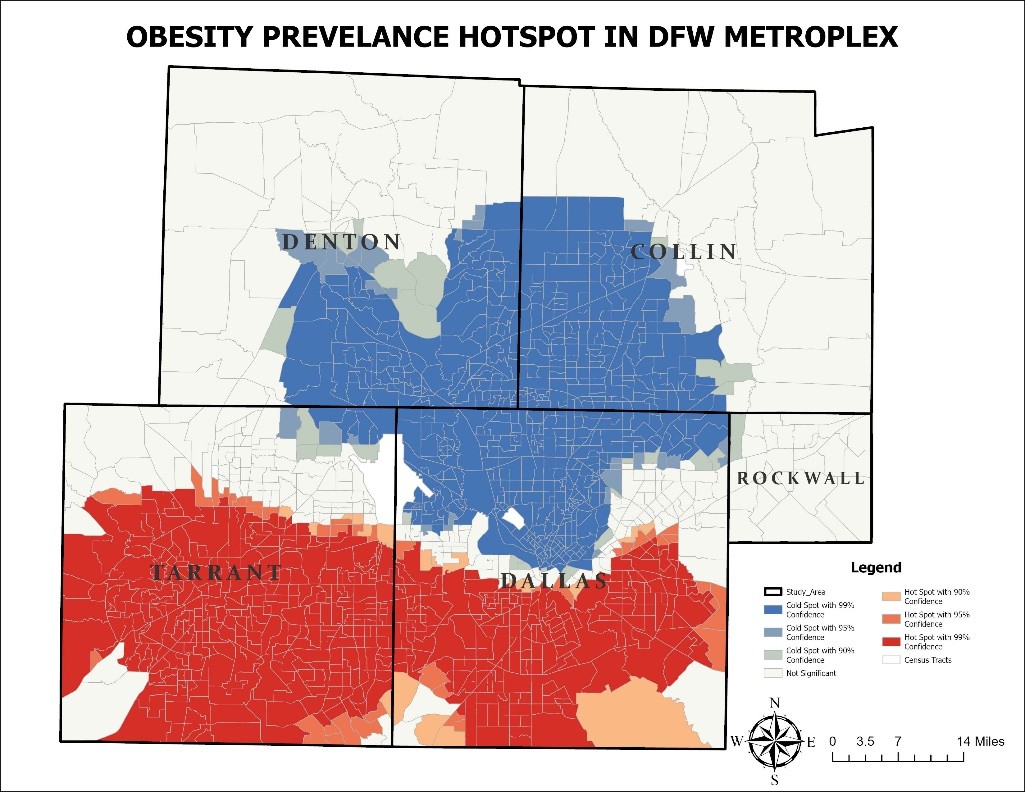 OBESITY PREVELANCE HOTSPOT IN DFW METROPLEX
DENTON
COLLIN
ROCKWALL
TARRANT
DALLAS
Legend
Study_Area
Cold Spot with 99%
Confidence
Cold Spot with 95%
Confidence
Cold Spot with 90%
Confidence
Not Significant
Hot Spot with 90%
Confidence
Hot Spot with 95%
Confidence
Hot Spot with 99%
Confidence
Census Tracts
N
W E
S
0 3.5 7 14 Miles